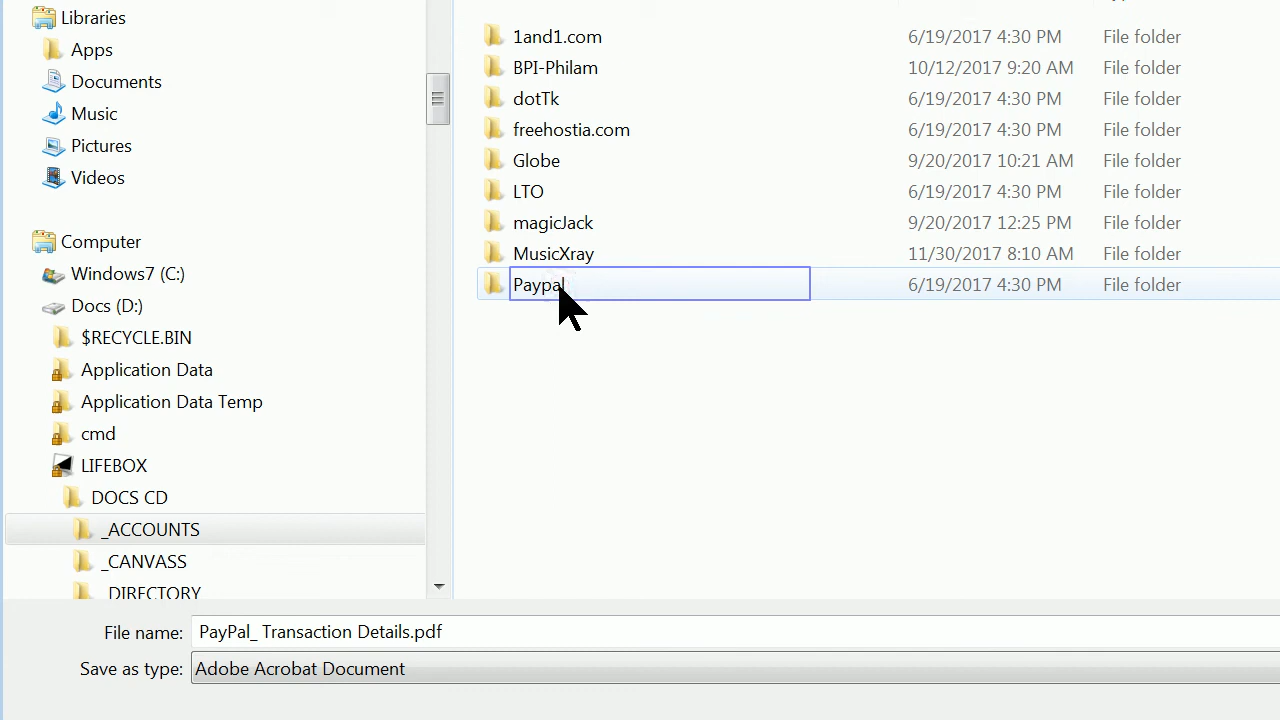 Libraries
Apps
Documents
Music
Pictures
Videos
Computer
Windows7 (C:)
Docs (D:)
$RECYCLE.BIN
Application Data
Application Data Temp
cmd
LIFEBOX
DOCS CD
_ACCOUNTS
_CANVASS
_DIRECTORY
1and1.com 6/19/2017 4:30 PM File folder
BPI-Philam 10/12/2017 9:20 AM File folder
dotTk 6/19/2017 4:30 PM File folder
freehostia.com 6/19/2017 4:30 PM File folder
Globe 9/20/2017 10:21 AM File folder
LTO 6/19/2017 4:30 PM File folder
magicJack 9/20/2017 12:25 PM File folder
MusicXray 11/30/2017 8:10 AM File folder
Paypal 6/19/2017 4:30 PM File folder
File name: PayPal_ Transaction Details.pdf
Save as type: Adobe Acrobat Document